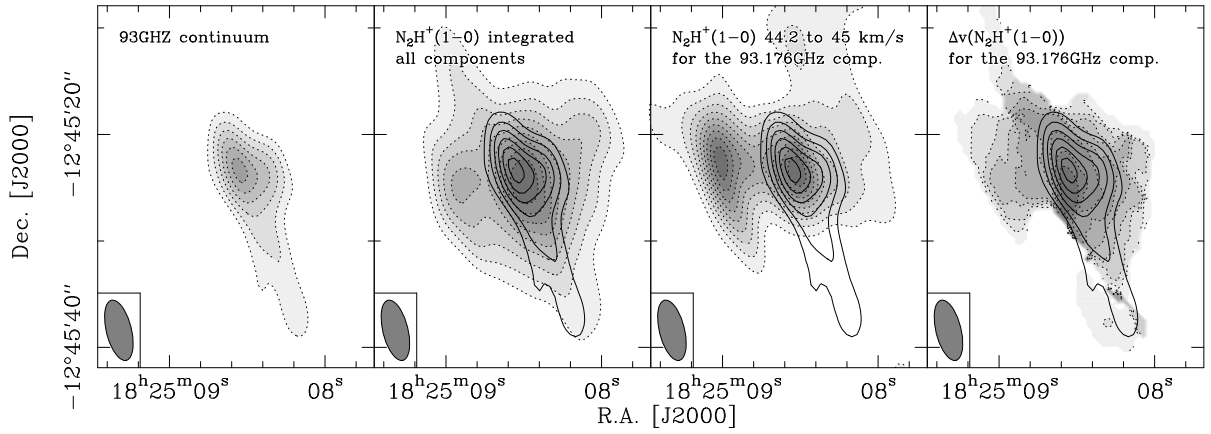 93GHZ continuum
N₂H⁺(1−0) integrated
all components
N₂H⁺(1−0) 44.2 to 45 km/s
for the 93.176GHz comp.
Δv(N₂H⁺(1−0))
for the 93.176GHz comp.
Dec. [J2000]
−12°45'20''
−12°45'40''
18ʰ25ᵐ09ˢ 08ˢ 18ʰ25ᵐ09ˢ 08ˢ 18ʰ25ᵐ09ˢ 08ˢ 18ʰ25ᵐ09ˢ 08ˢ
R.A. [J2000]